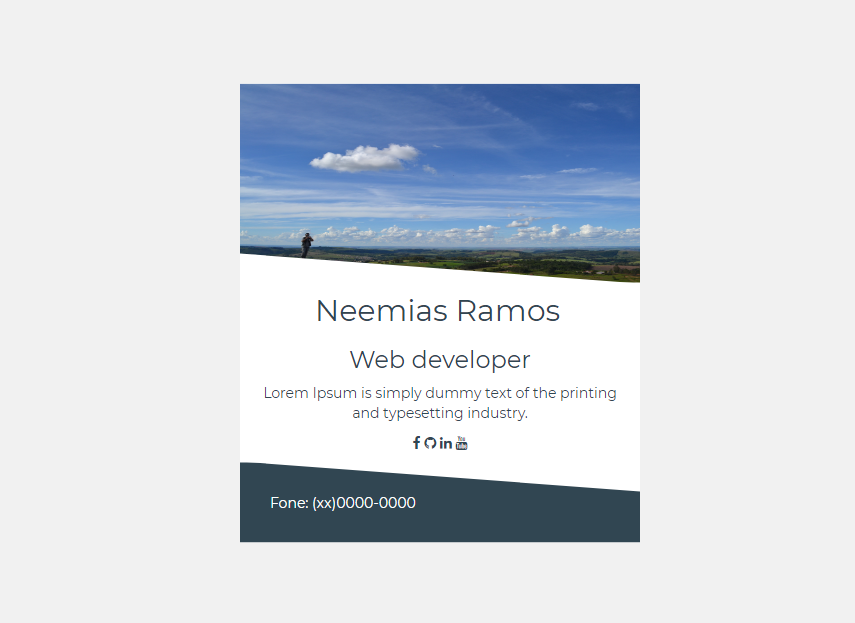 Neemias Ramos
Web developer
Lorem Ipsum is simply dummy text of the printing
and typesetting industry.
Fone: (xx)0000-0000